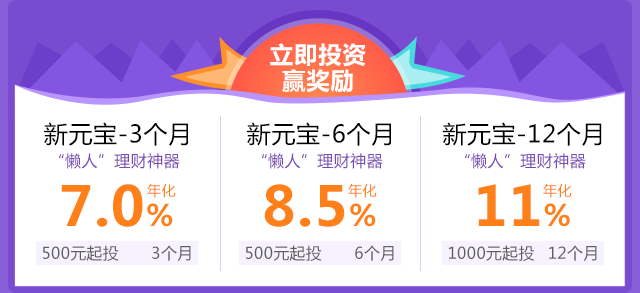 立即投资
赢奖励
新元宝-3个月
“懒人”理财神器
7.0%年化
500元起投 3个月
新元宝-6个月
“懒人”理财神器
8.5%年化
500元起投 6个月
新元宝-12个月
“懒人”理财神器
11%年化
1000元起投 12个月